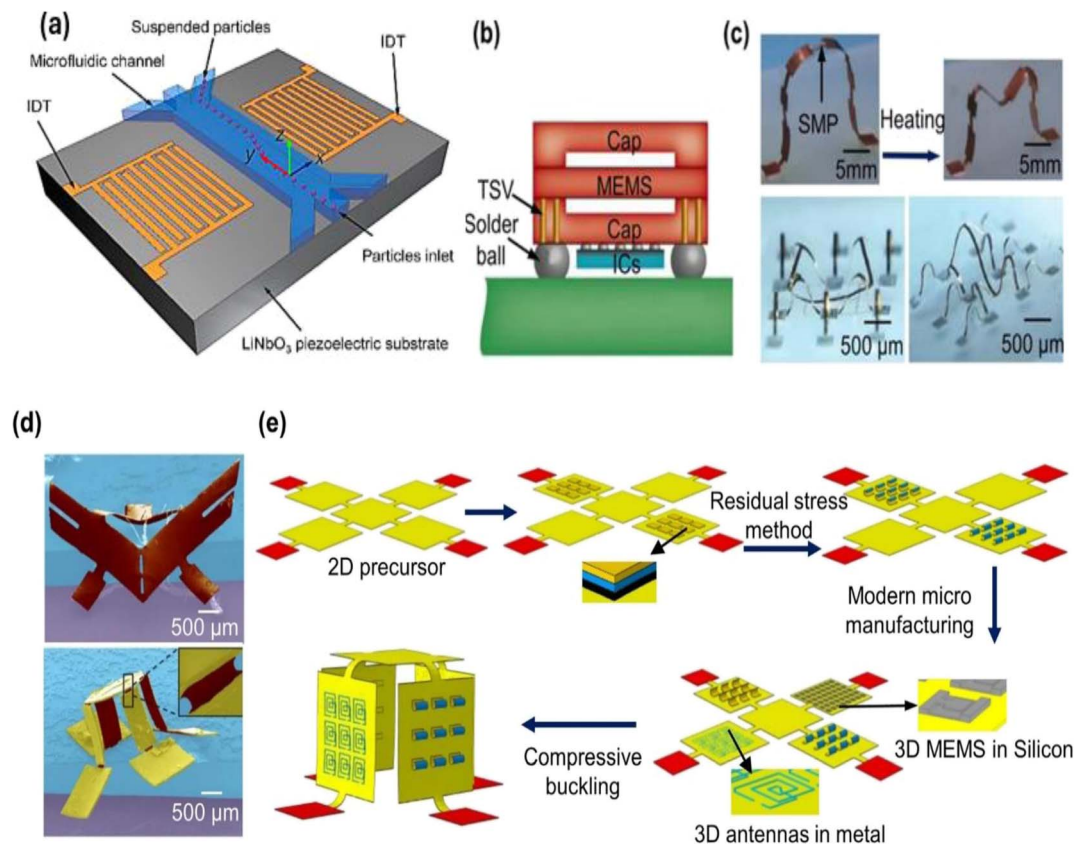 (a)
Suspended particles
IDT
Microfluidic channel
IDT
z
y
x
Particles inlet
LiNbO3 piezoelectric substrate
(b)
Cap
MEMS
TSV
Solder
ball
Cap
ICs
(c)
SMP
Heating
5mm
5mm
500 μm
500 μm
(d)
500 μm
500 μm
(e)
2D precursor
Residual stress
method
Modern micro
manufacturing
3D MEMS in Silicon
3D antennas in metal
Compressive
buckling